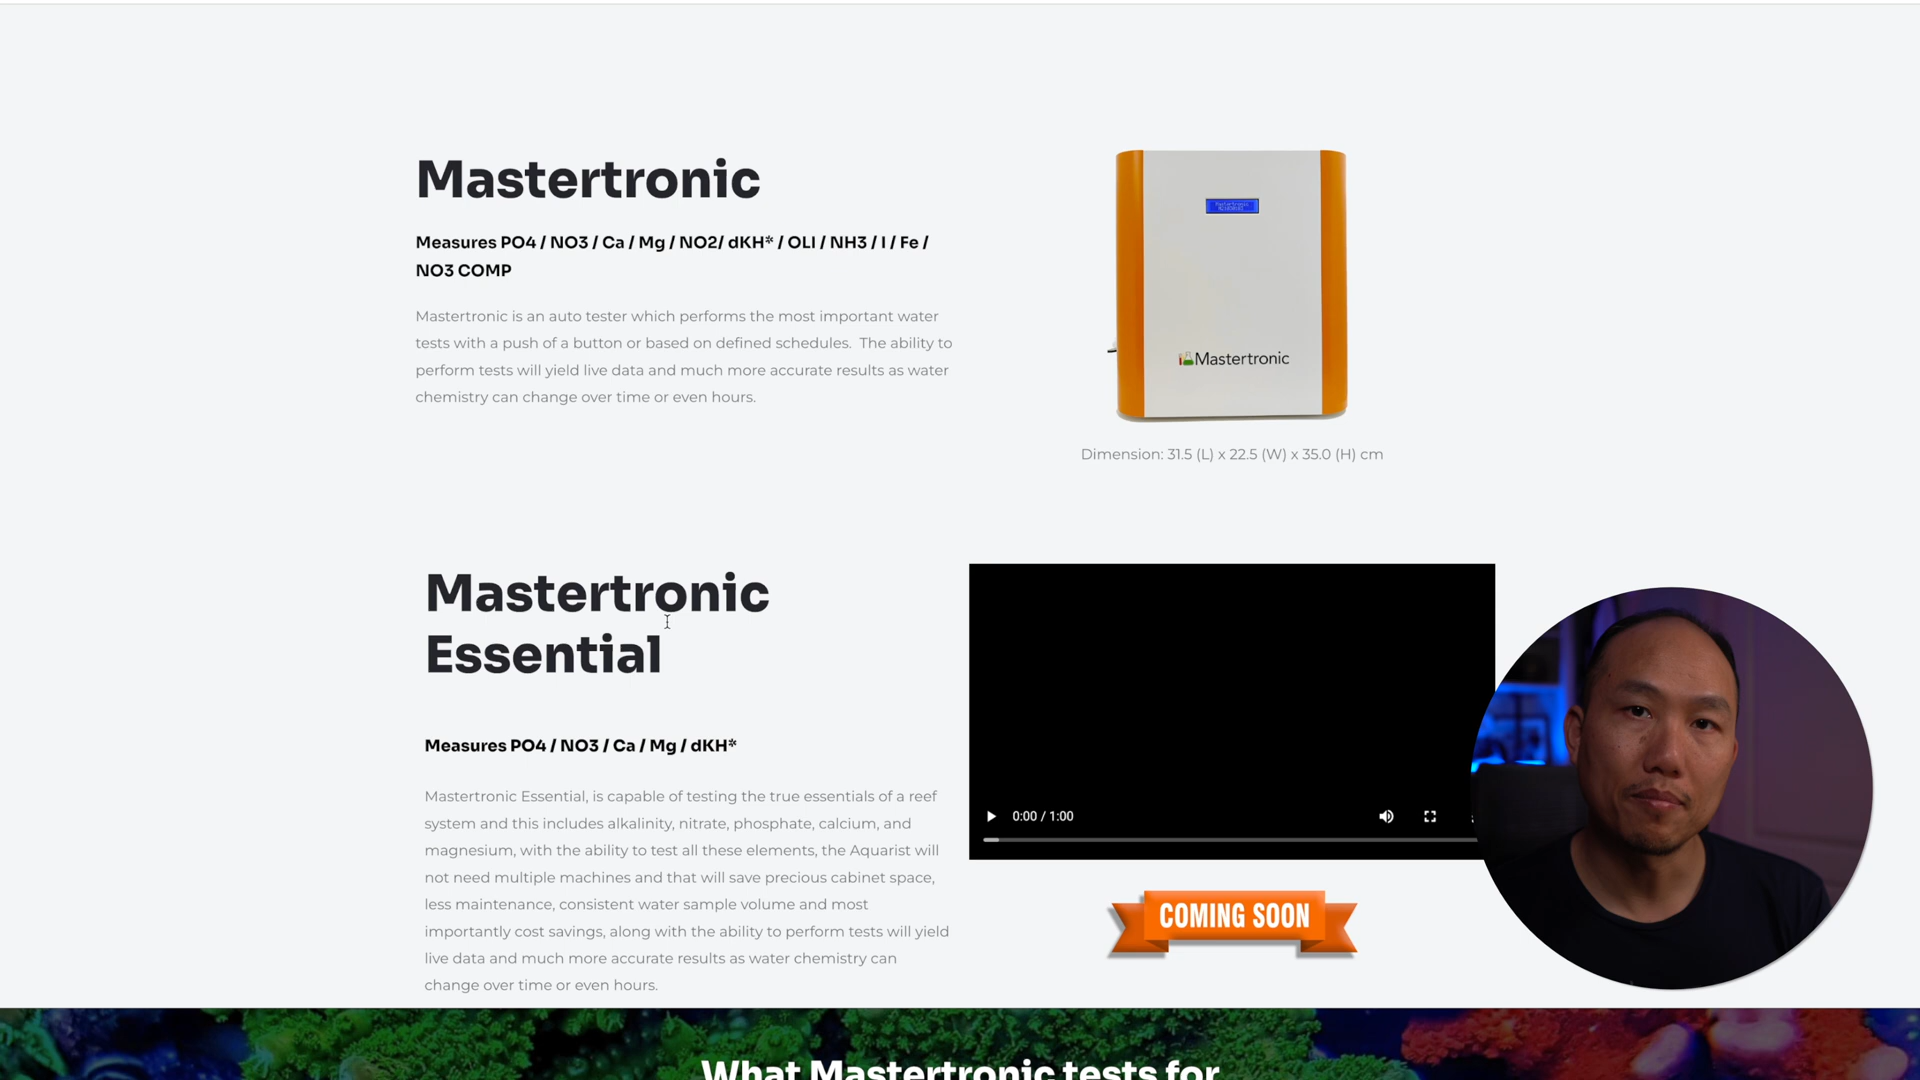 Mastertronic
Measures PO4 / NO3 / Ca / Mg / NO2/ dKH* / OLI / NH3 / I / Fe /
NO3 COMP
Mastertronic is an auto tester which performs the most important water
tests with a push of a button or based on defined schedules.  The ability to
perform tests will yield live data and much more accurate results as water
chemistry can change over time or even hours.
Mastertronic
Dimension: 31.5 (L) x 22.5 (W) x 35.0 (H) cm
Mastertronic
Essential
Measures PO4 / NO3 / Ca / Mg / dKH*
Mastertronic Essential, is capable of testing the true essentials of a reef
system and this includes alkalinity, nitrate, phosphate, calcium, and
magnesium, with the ability to test all these elements, the Aquarist will
not need multiple machines and that will save precious cabinet space,
less maintenance, consistent water sample volume and most
importantly cost savings, along with the ability to perform tests will yield
live data and much more accurate results as water chemistry can
change over time or even hours.
0:00 / 1:00
COMING SOON
What Mastertronic tests for